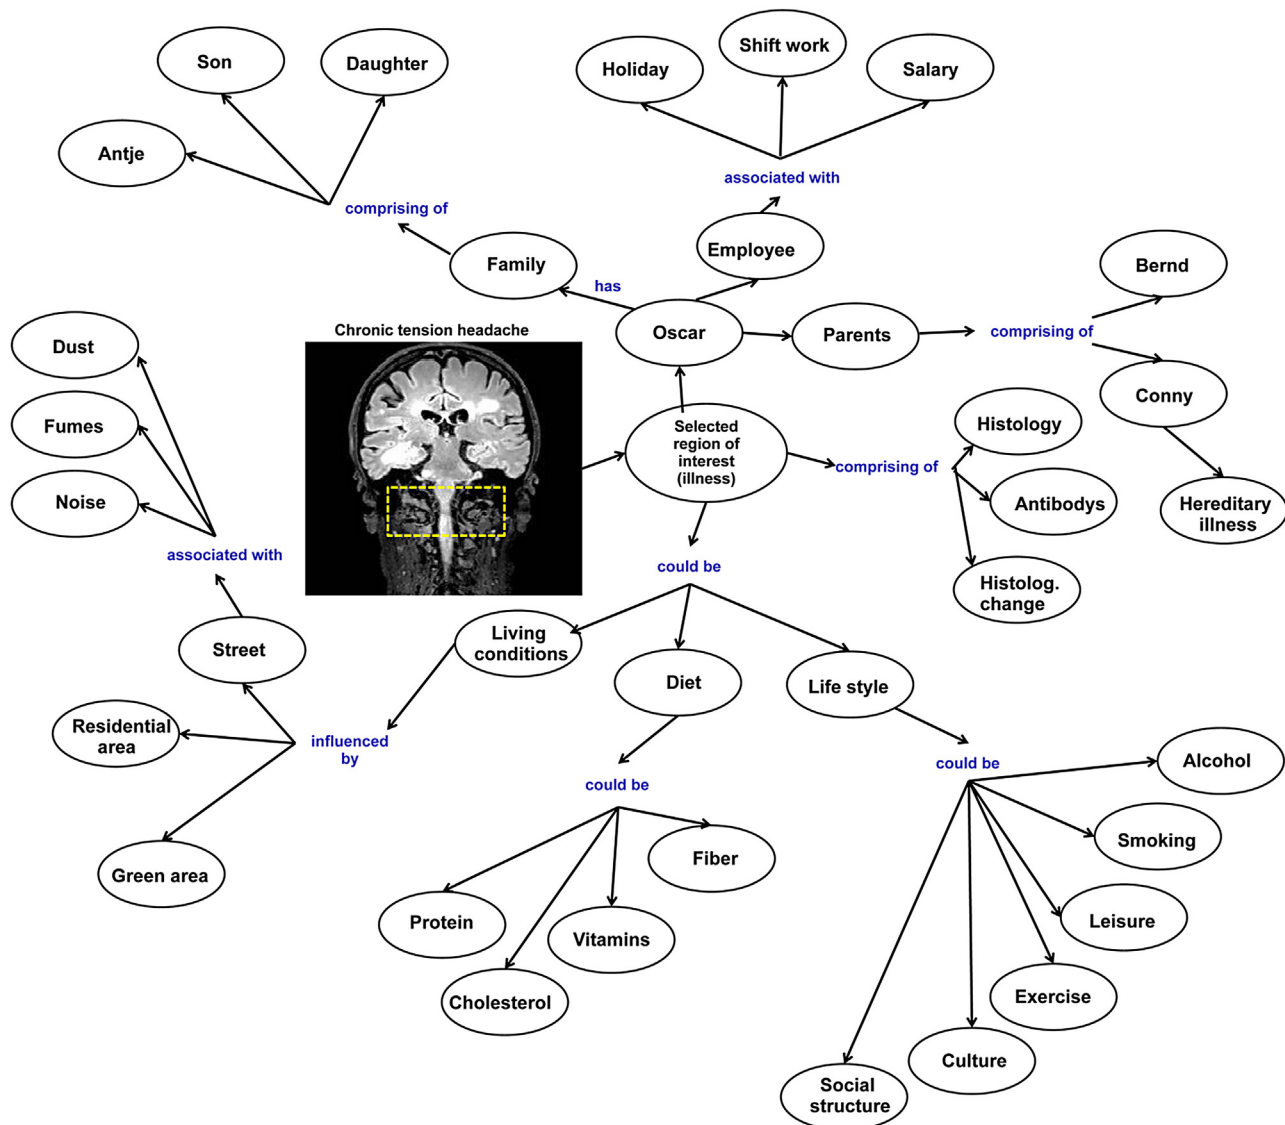 Son
Daughter
Antje
comprising of
Family
has
Holiday
Shift work
Salary
associated with
Employee
Oscar
Parents
comprising of
Bernd
Conny
Hereditary
illness
Chronic tension headache
Selected
region of
interest
(illness)
comprising of
Histology
Antibodys
Histolog.
change
could be
Dust
Fumes
Noise
associated with
Street
Residential
area
Green area
influenced
by
Living
conditions
Diet
Life style
could be
Protein
Cholesterol
Vitamins
Fiber
could be
Alcohol
Smoking
Leisure
Exercise
Culture
Social
structure